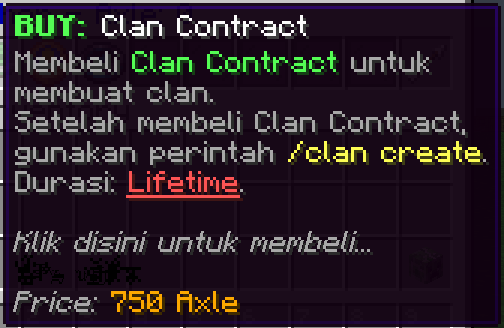 BUY: Clan Contract
Membeli Clan Contract untuk
membuat clan.
Setelah membeli Clan Contract,
gunakan perintah /clan create.
Durasi: Lifetime.
Klik disini untuk membeli...
Price: 750 Axle